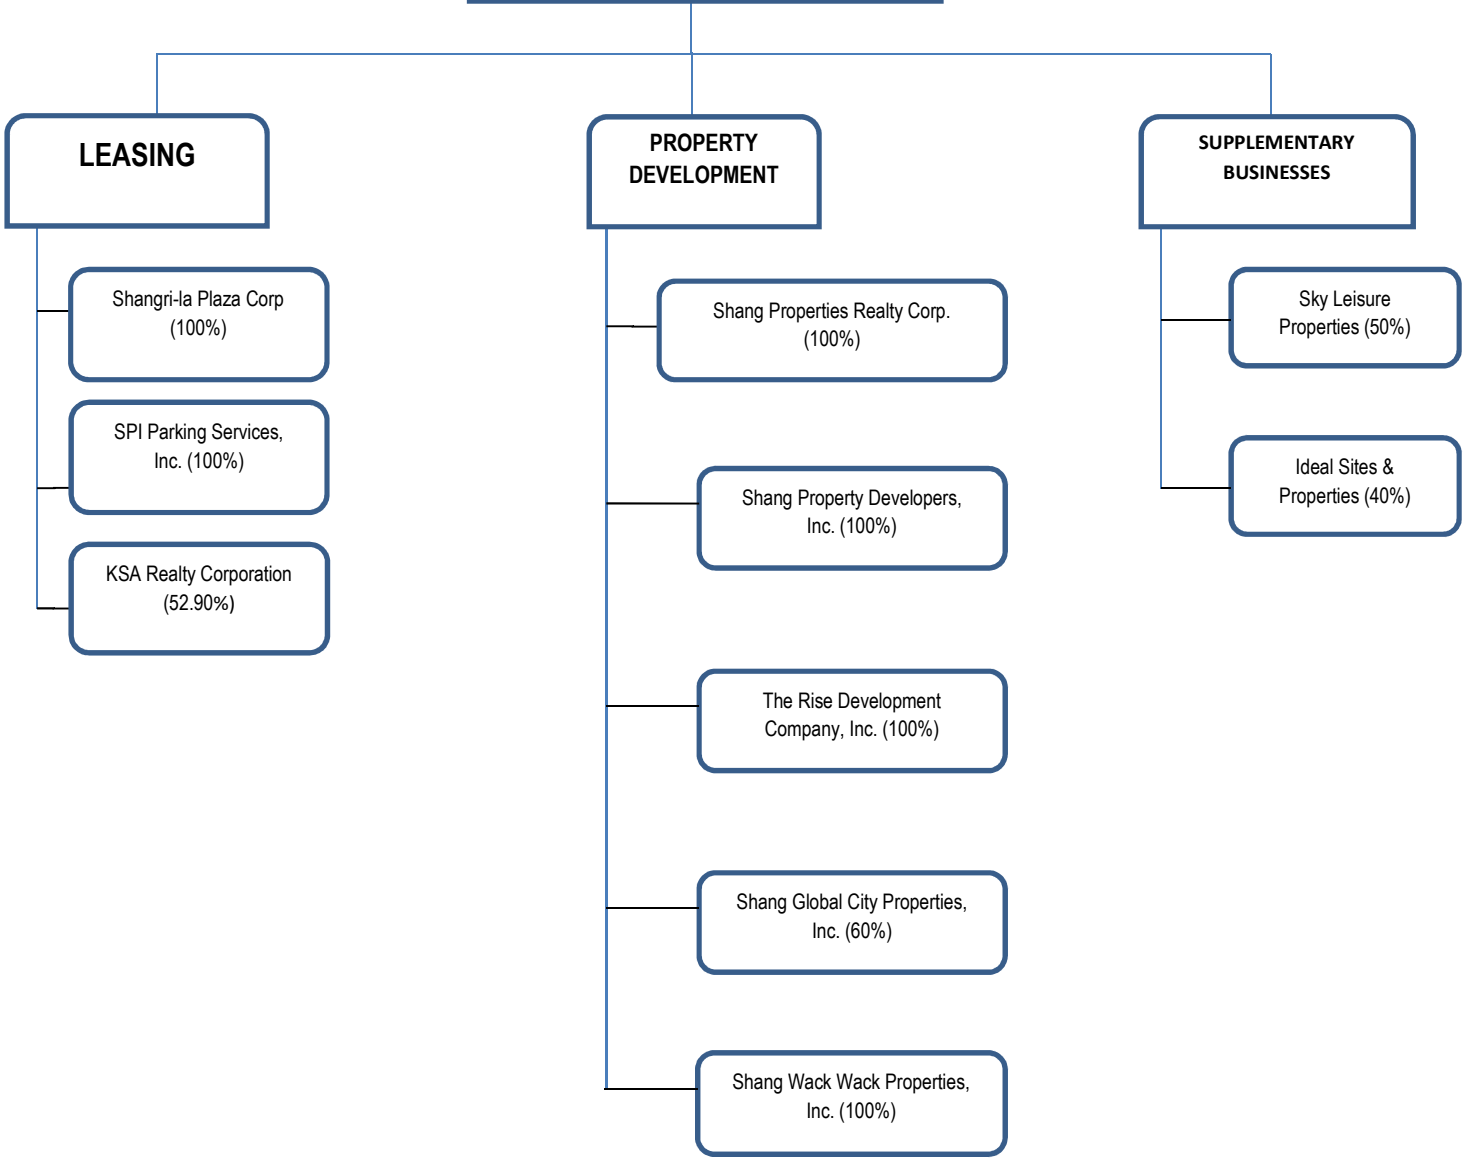 LEASING
Shangri-la Plaza Corp
(100%)
SPI Parking Services,
Inc. (100%)
KSA Realty Corporation
(52.90%)
PROPERTY
DEVELOPMENT
Shang Properties Realty Corp.
(100%)
Shang Property Developers,
Inc. (100%)
The Rise Development
Company, Inc. (100%)
Shang Global City Properties,
Inc. (60%)
Shang Wack Wack Properties,
Inc. (100%)
SUPPLEMENTARY
BUSINESSES
Sky Leisure
Properties (50%)
Ideal Sites &
Properties (40%)